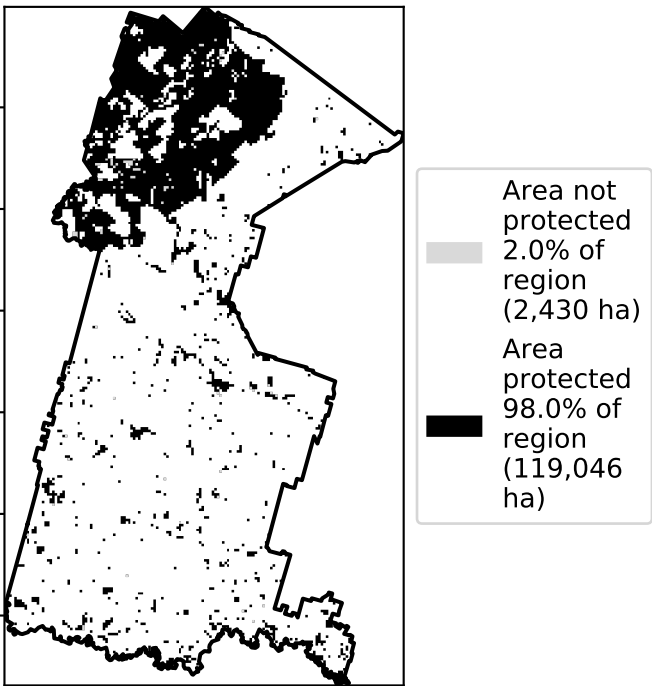 Area not
protected
2.0% of
region
(2,430 ha)
Area
protected
98.0% of
region
(119,046
ha)